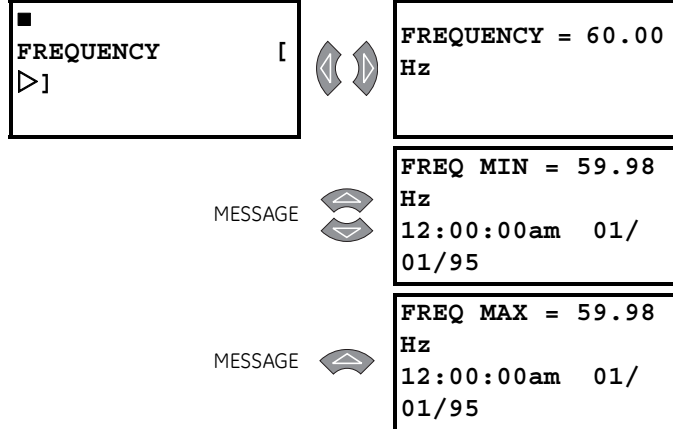 ■
FREQUENCY [
▷]
FREQUENCY = 60.00
Hz
MESSAGE
FREQ MIN = 59.98
Hz
12:00:00am 01/
01/95
MESSAGE
FREQ MAX = 59.98
Hz
12:00:00am 01/
01/95